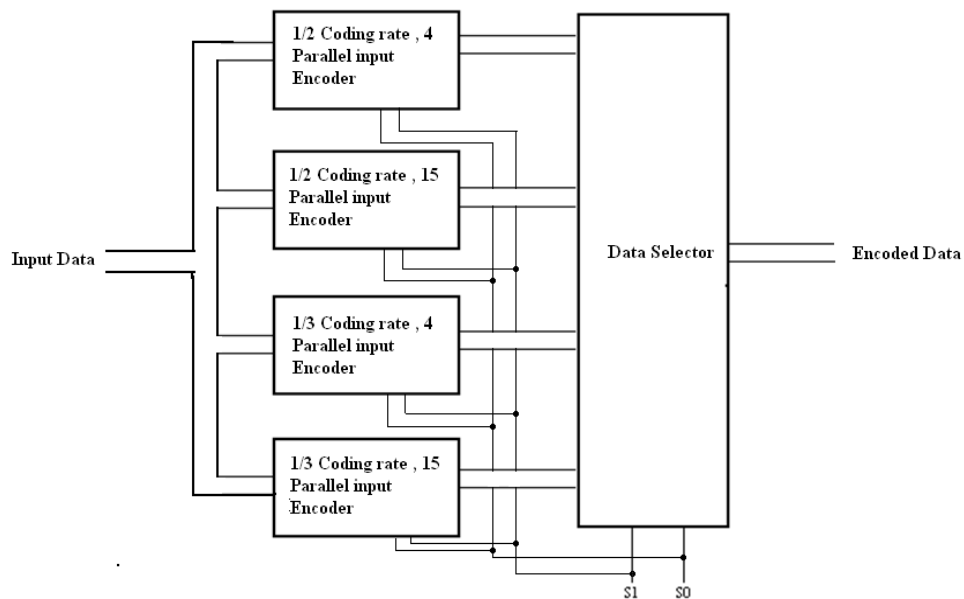 1/2 Coding rate , 4
Parallel input
Encoder
1/2 Coding rate , 15
Parallel input
Encoder
Input Data
Data Selector
Encoded Data
1/3 Coding rate , 4
Parallel input
Encoder
1/3 Coding rate , 15
Parallel input
Encoder
S1
S0